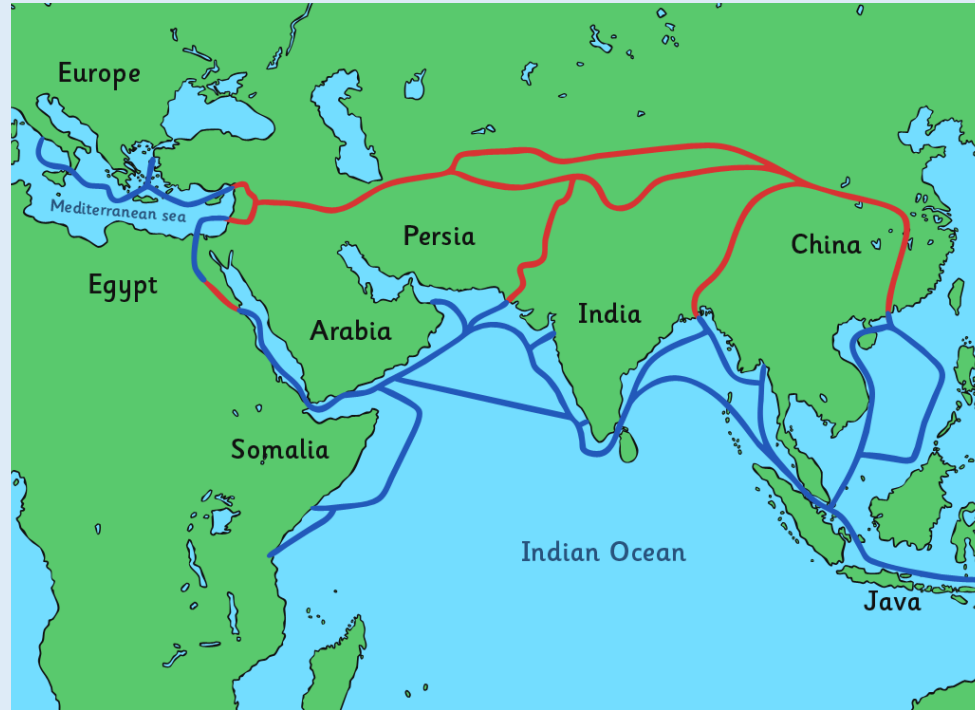 Europe
Mediterranean sea
Persia
China
Egypt
India
Arabia
Somalia
Indian Ocean
Java